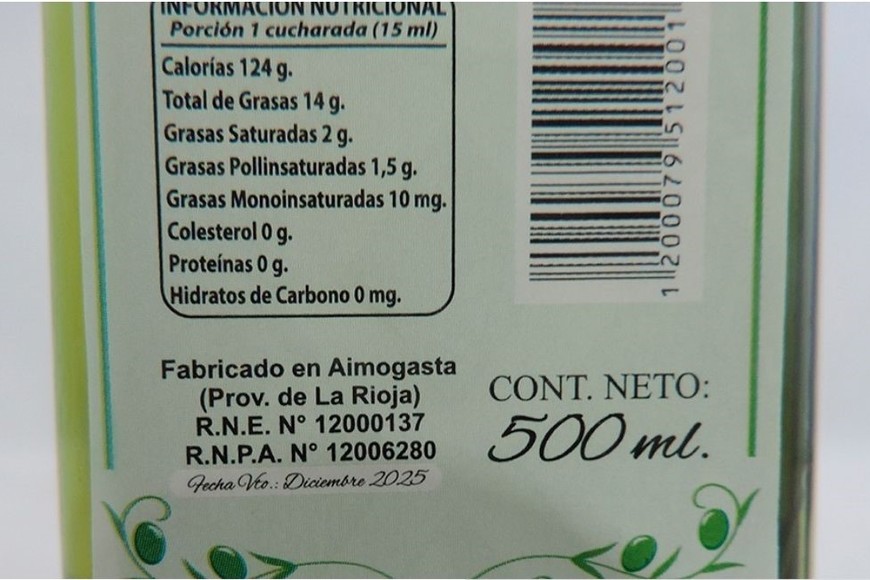 INFORMACIÓN NUTRICIONAL
Porción 1 cucharada (15 ml)
Calorías 124 g.
Total de Grasas 14 g.
Grasas Saturadas 2 g.
Grasas Pollinsaturadas 1,5 g.
Grasas Monoinsaturadas 10 mg.
Colesterol 0 g.
Proteínas 0 g.
Hidratos de Carbono 0 mg.
Fabricado en Aimogasta
(Prov. de La Rioja)
R.N.E. N° 12000137
R.N.P.A. N° 12006280
Fecha Vto.: Diciembre 2025
1200079512001
CONT. NETO:
500 ml.